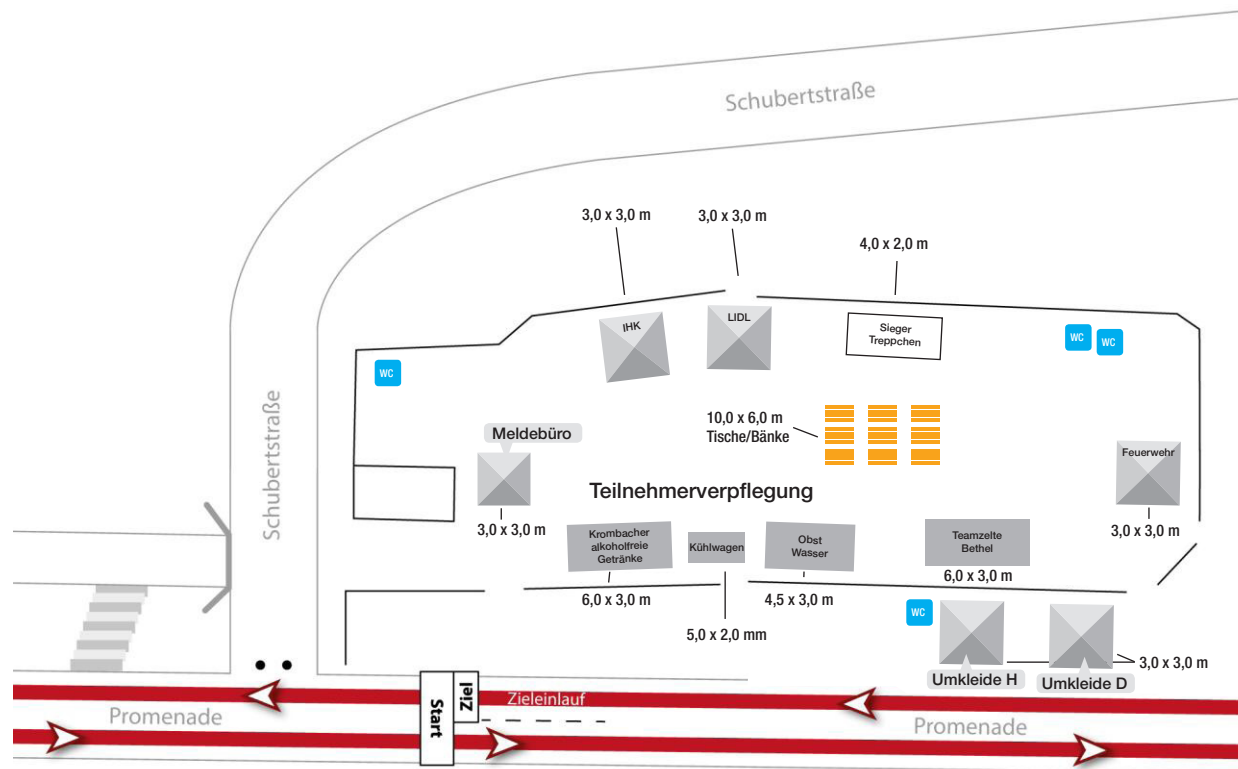 Schubertstraße
3,0 x 3,0 m
3,0 x 3,0 m
4,0 x 2,0 m
IHK
LIDL
Sieger
Treppchen
WC
WC
WC
Schubertstraße
10,0 x 6,0 m
Tische/Bänke
Meldebüro
Feuerwehr
Teilnehmerverpflegung
3,0 x 3,0 m
3,0 x 3,0 m
Krombacher
alkoholfreie
Getränke
Kühlwagen
Obst
Wasser
Teamzelte
Bethel
6,0 x 3,0 m
6,0 x 3,0 m
4,5 x 3,0 m
WC
5,0 x 2,0 mm
3,0 x 3,0 m
Umkleide H
Umkleide D
Start
Ziel
Zieleinlauf
Promenade
Promenade